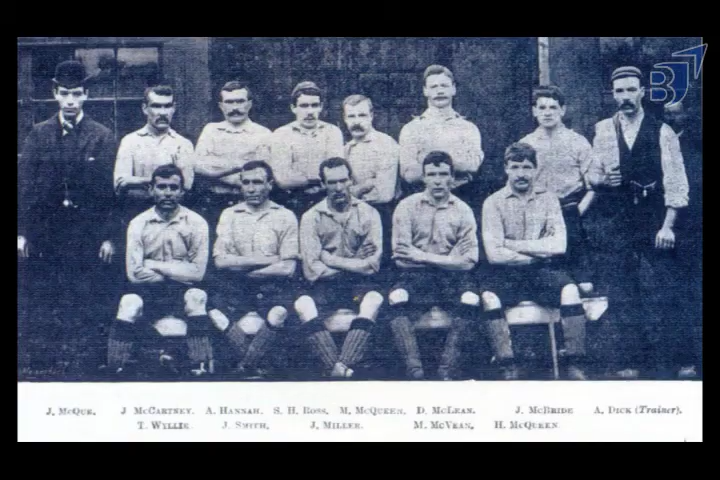 J. McQUE. J McCARTNEY. A. HANNAH. S. H. ROSS. M. McQUEEN. D. McLEAN. J. McBRIDE A. DICK (Trainer).
T. WYLLIE. J. SMITH. J. MILLER. M. McVEAN. H. McQUEEN
B